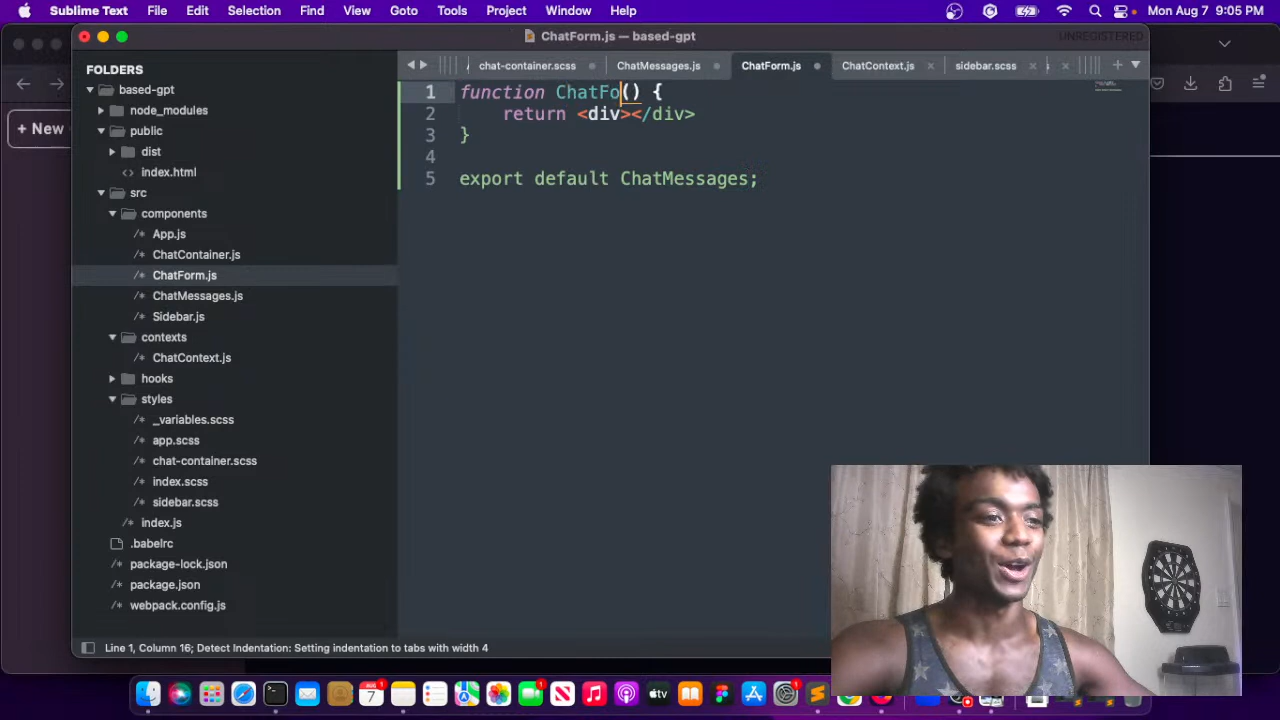 Sublime Text File Edit Selection Find View Goto Tools Project Window Help Mon Aug 7 9:05 PM
ChatForm.js — based-gpt UNREGISTERED
FOLDERS
based-gpt
node_modules
public
dist
index.html
src
components
App.js
ChatContainer.js
ChatForm.js
ChatMessages.js
Sidebar.js
contexts
ChatContext.js
hooks
styles
_variables.scss
app.scss
chat-container.scss
index.scss
sidebar.scss
index.js
.babelrc
package-lock.json
package.json
webpack.config.js
+ New
chat-container.scss ChatMessages.js ChatForm.js ChatContext.js sidebar.scss
1 function ChatFo() {
2 return <div></div>
3 }
4
5 export default ChatMessages;
Line 1, Column 16; Detect Indentation: Setting indentation to tabs with width 4